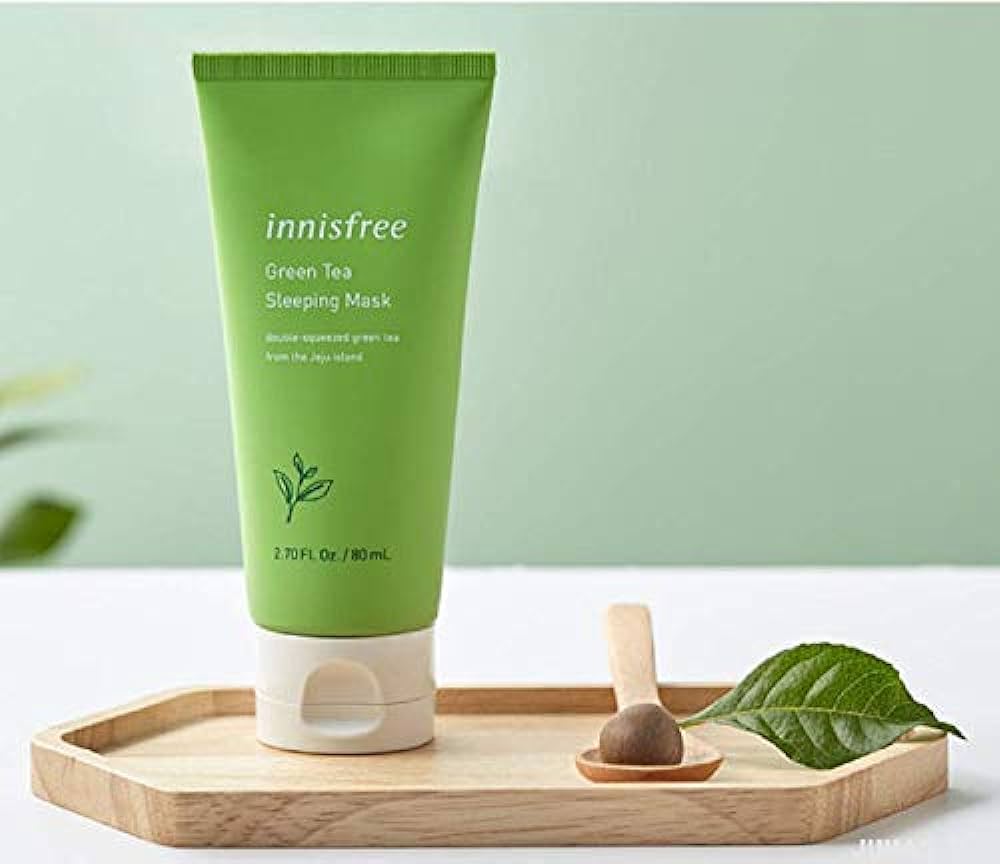 innisfree
Green Tea
Sleeping Mask
double-squeezed green tea
from the Jeju island
2.70 FL Oz. / 80 mL